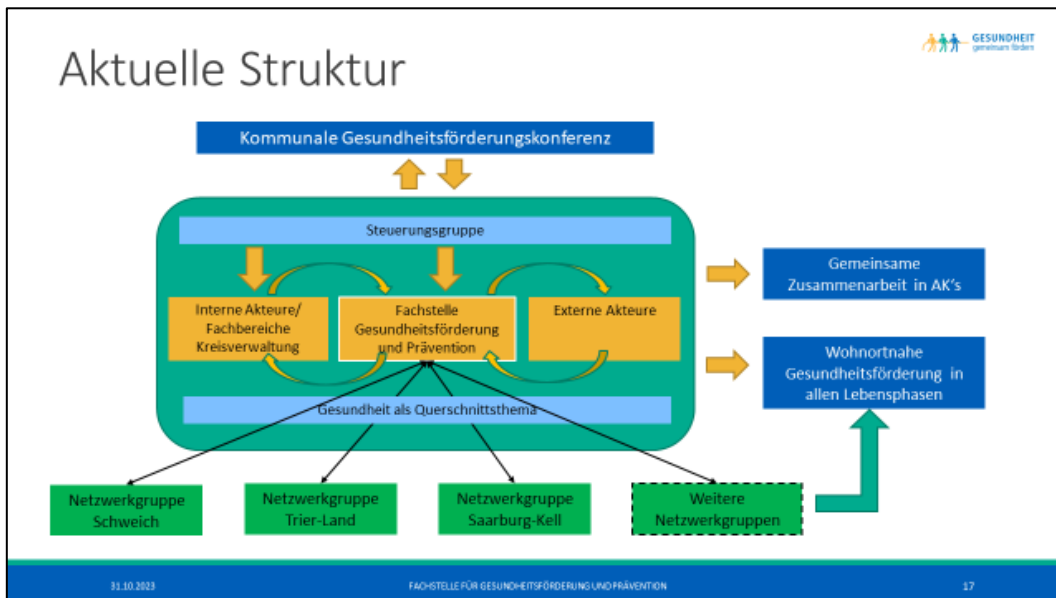 GESUNDHEIT
gemeinsam fördern
Aktuelle Struktur
Kommunale Gesundheitsförderungskonferenz
Steuerungsgruppe
Interne Akteure/
Fachbereiche
Kreisverwaltung
Fachstelle
Gesundheitsförderung
und Prävention
Externe Akteure
Gesundheit als Querschnittsthema
Gemeinsame
Zusammenarbeit in AK's
Wohnortnahe
Gesundheitsförderung in
allen Lebensphasen
Netzwerkgruppe
Schweich
Netzwerkgruppe
Trier-Land
Netzwerkgruppe
Saarburg-Kell
Weitere
Netzwerkgruppen
31.10.2023
FACHSTELLE FÜR GESUNDHEITSFÖRDERUNG UND PRÄVENTION
17